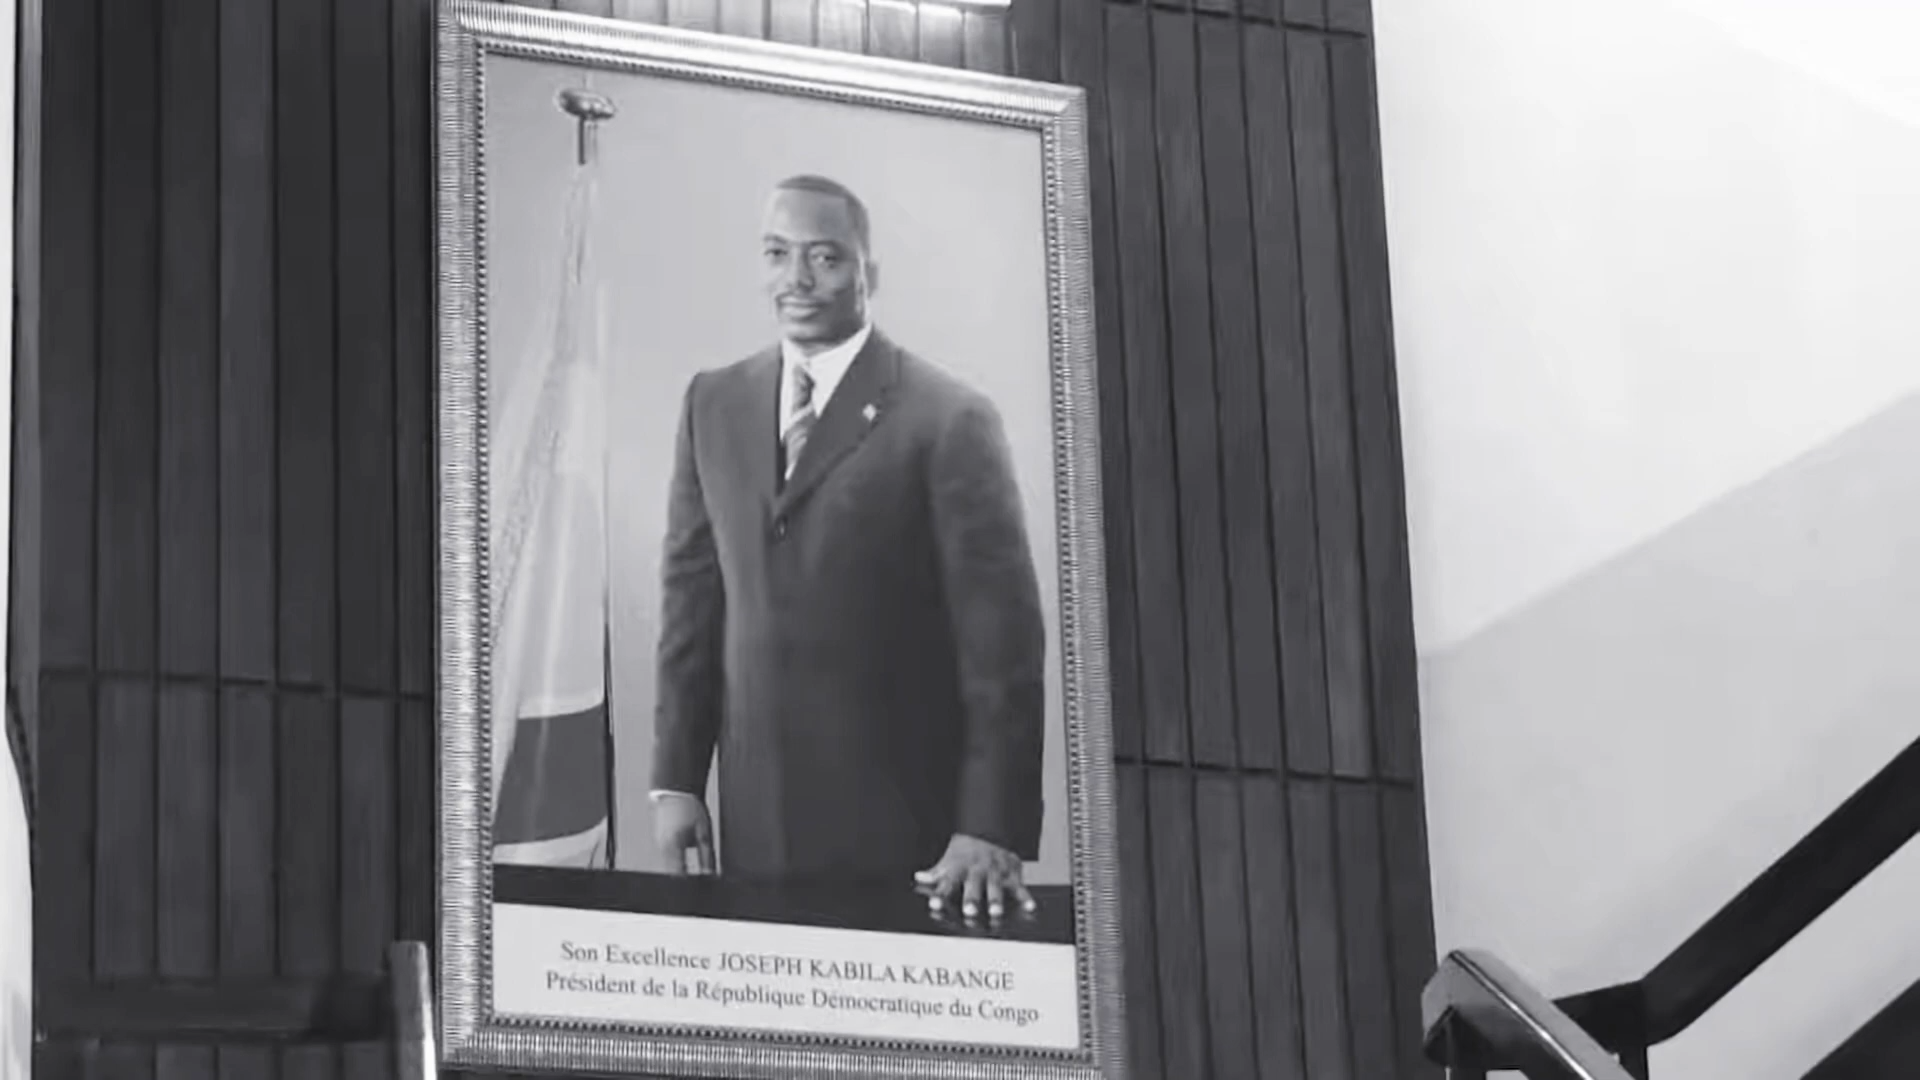 Son Excellence JOSEPH KABILA KABANGE
Président de la République Démocratique du Congo